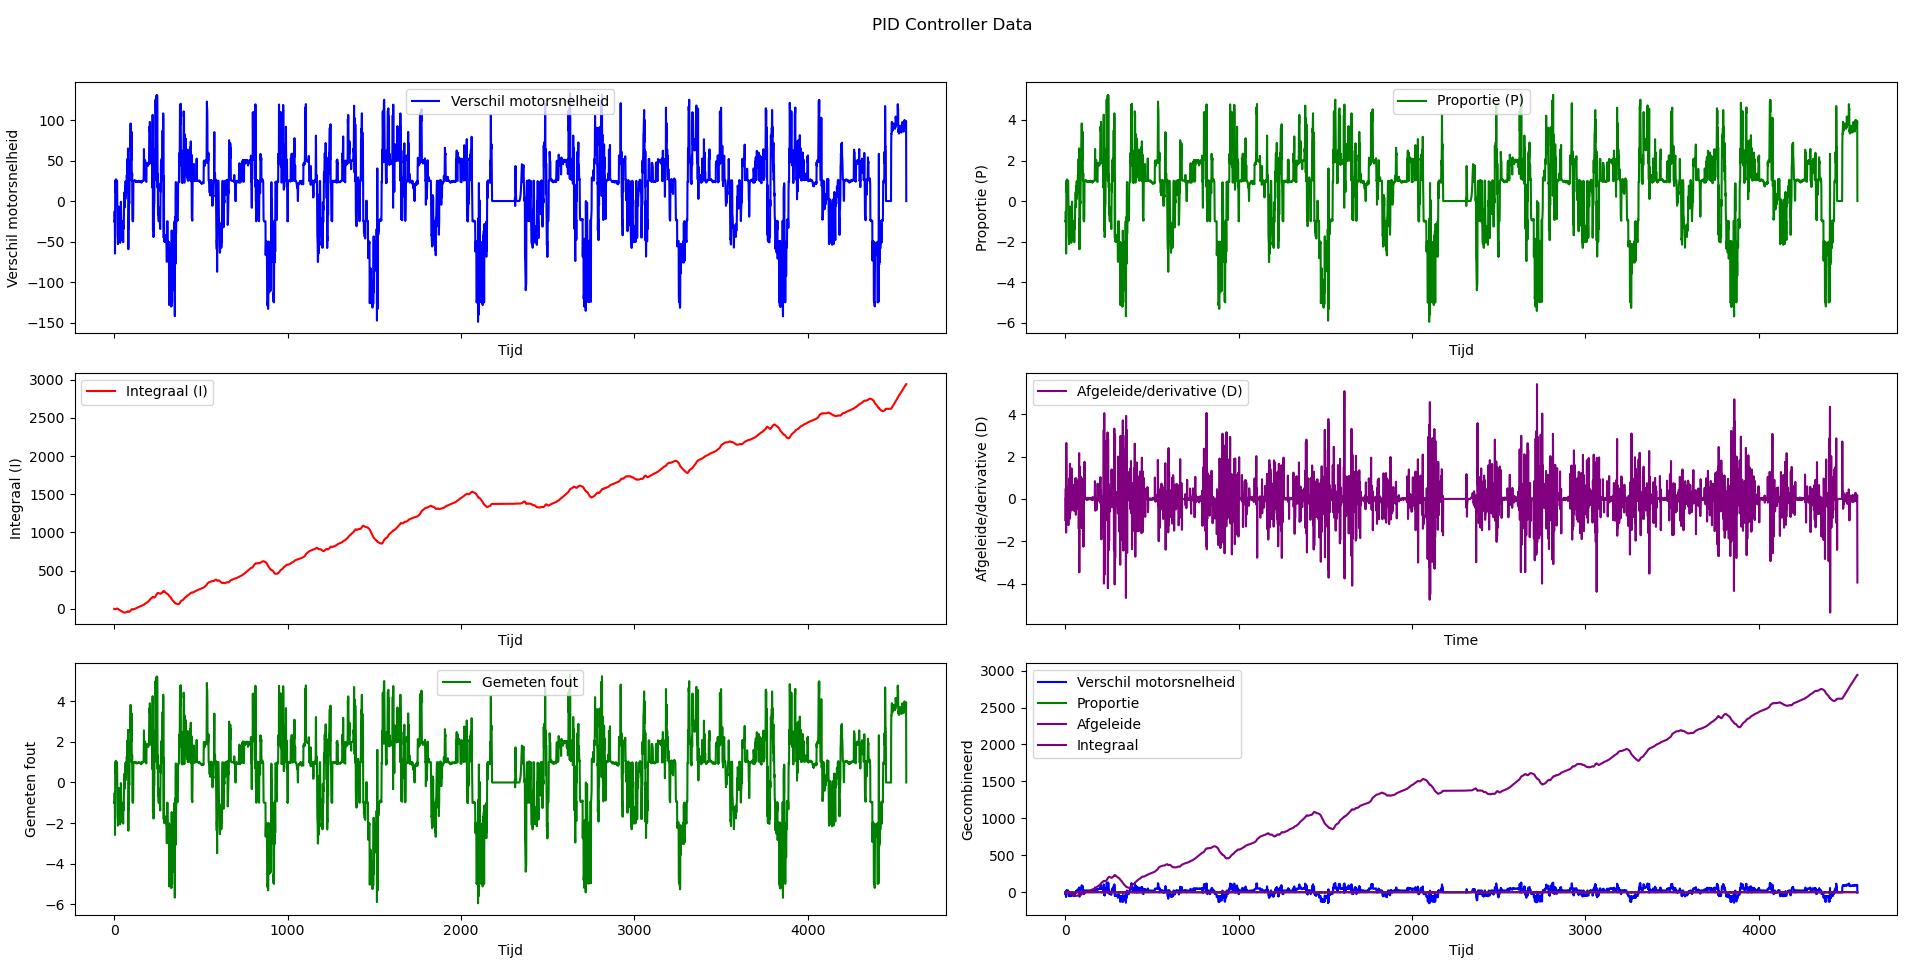 PID Controller Data
Verschil motorsnelheid
100
50
0
−50
−100
−150
Verschil motorsnelheid
Tijd
Proportie (P)
4
2
0
−2
−4
−6
Proportie (P)
Tijd
Integraal (I)
3000
2500
2000
1500
1000
500
0
Integraal (I)
Tijd
Afgeleide/derivative (D)
4
2
0
−2
−4
Afgeleide/derivative (D)
Time
Gemeten fout
4
2
0
−2
−4
−6
Gemeten fout
0 1000 2000 3000 4000
Tijd
Gecombineerd
3000
2500
2000
1500
1000
500
0
Verschil motorsnelheid
Proportie
Afgeleide
Integraal
0 1000 2000 3000 4000
Tijd